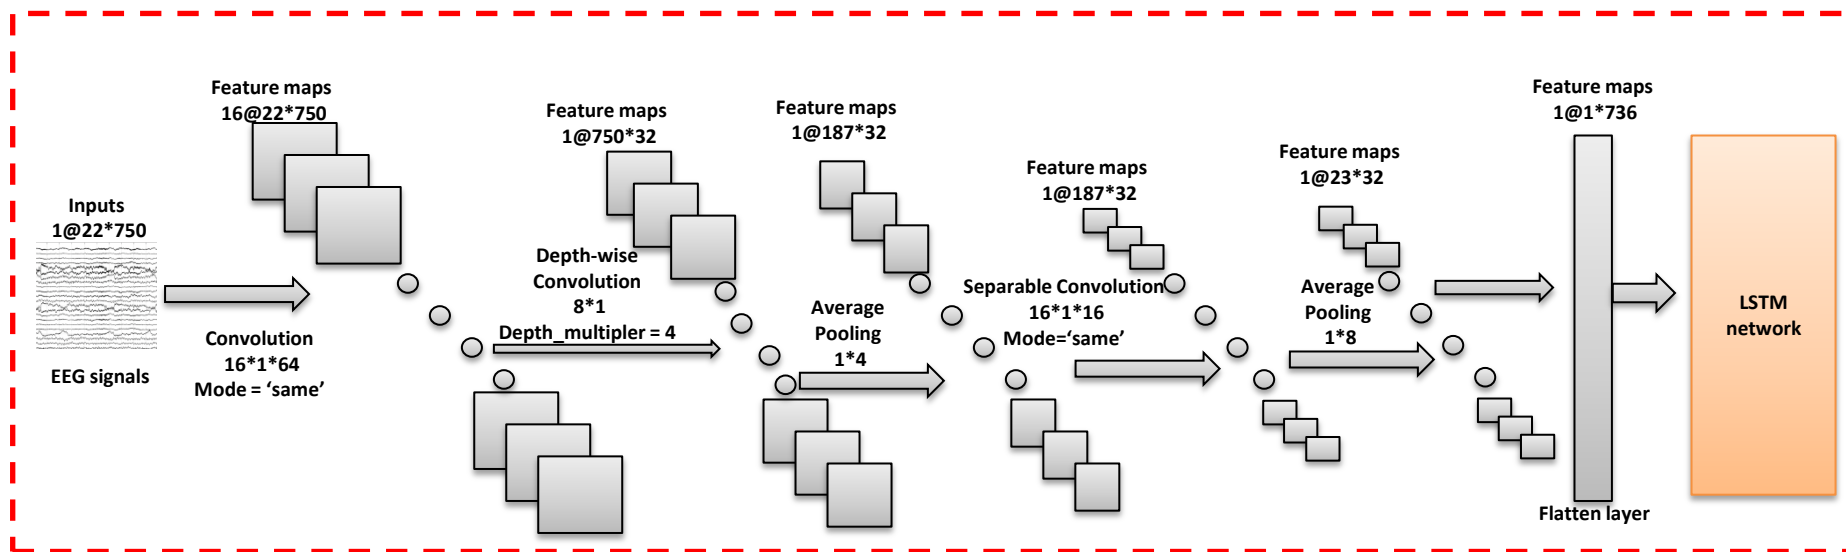 Inputs
1@22*750
EEG signals
Feature maps
16@22*750
Convolution
16*1*64
Mode = ‘same’
Feature maps
1@750*32
Depth-wise
Convolution
8*1
Depth_multipler = 4
Feature maps
1@187*32
Average
Pooling
1*4
Feature maps
1@187*32
Separable Convolution
16*1*16
Mode=‘same’
Feature maps
1@23*32
Average
Pooling
1*8
Feature maps
1@1*736
Flatten layer
LSTM
network